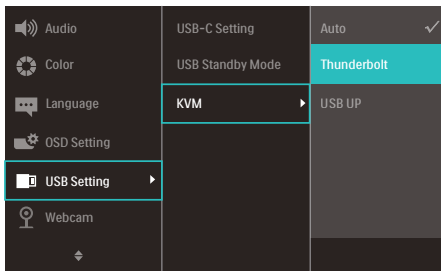 Audio
Color
Language
OSD Setting
USB Setting
Webcam
USB-C Setting
USB Standby Mode
KVM
Auto
Thunderbolt
USB UP